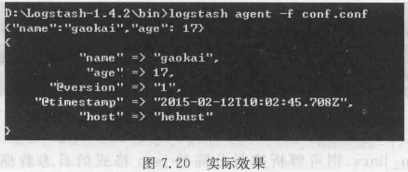 D:\Logstash-1.4.2\bin>logstash agent -f conf.conf
{"name":"gaokai","age": 17}
{
"name" => "gaokai",
"age" => 17,
"@version" => "1",
"@timestamp" => "2015-02-12T10:02:45.708Z",
"host" => "hebust"
}
图 7.20 实际效果